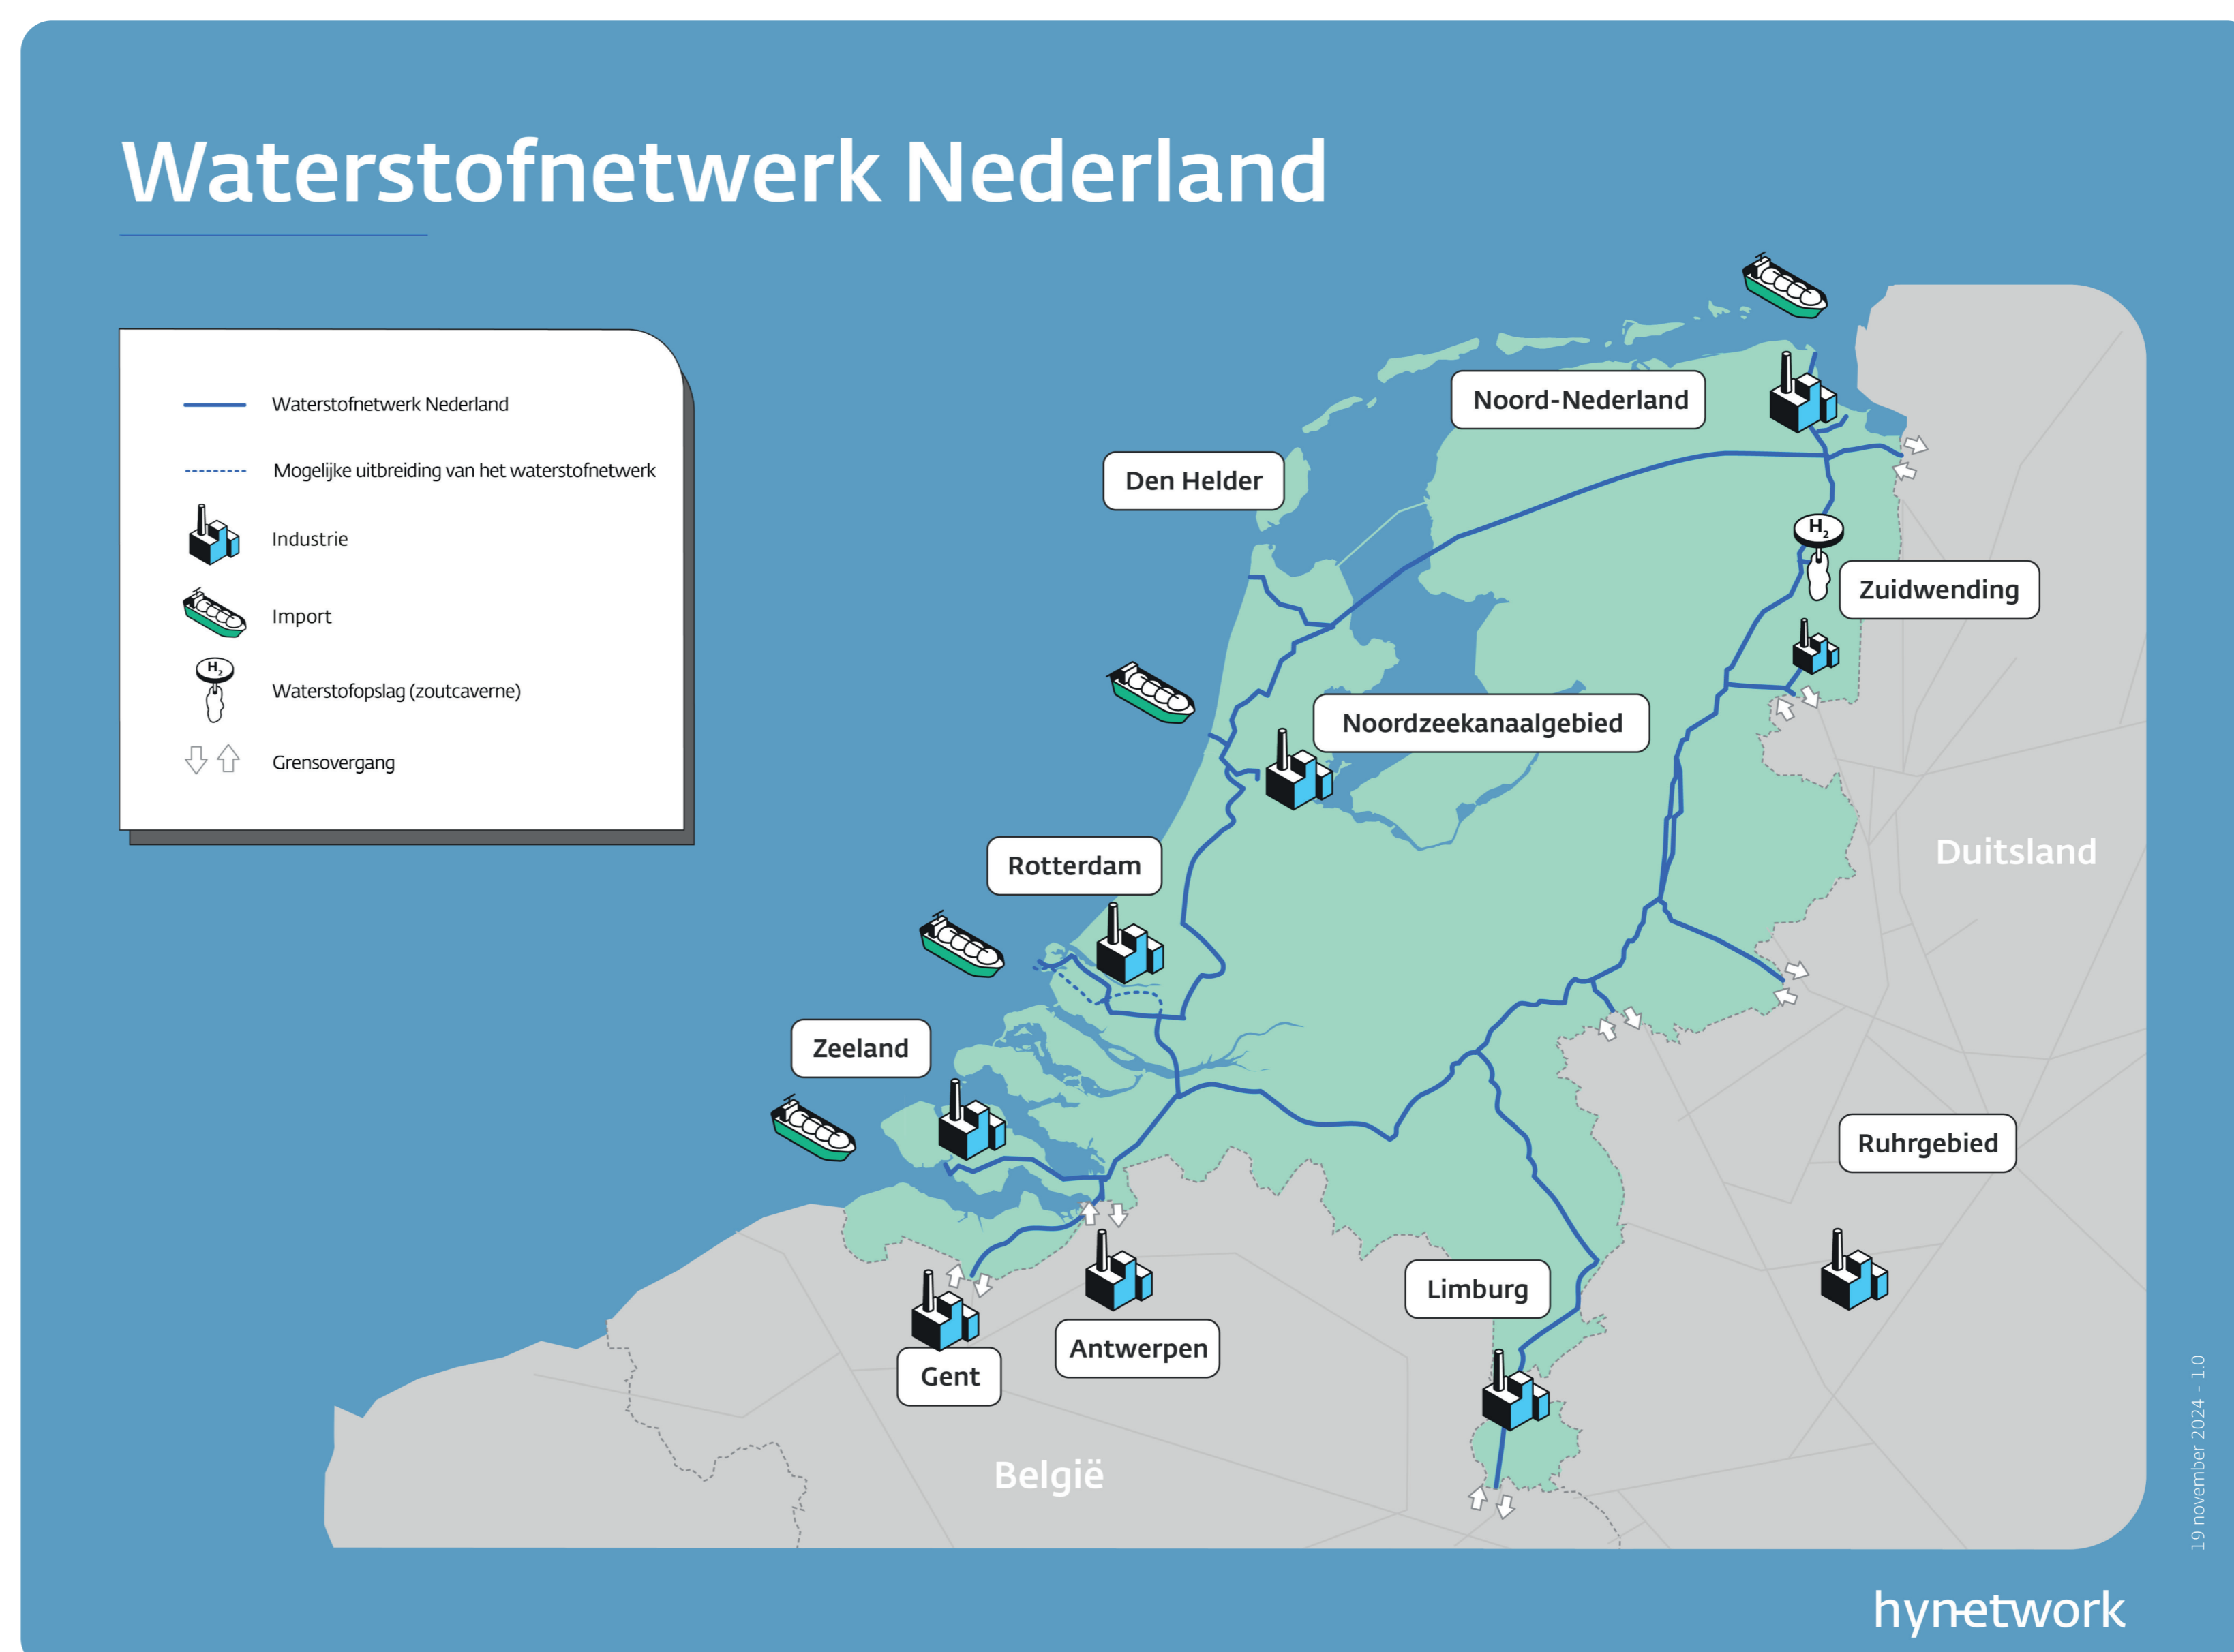 Waterstofnetwerk Nederland
Waterstofnetwerk Nederland
Mogelijke uitbreiding van het waterstofnetwerk
Industrie
Import
H2
Waterstofopslag (zoutcaverne)
Grensovergang
Noord-Nederland
Den Helder
H2
Zuidwending
Noordzeekanaalgebied
Duitsland
Rotterdam
Zeeland
Ruhrgebied
Limburg
Antwerpen
Gent
België
19 november 2024 - 1.0
hynetwork